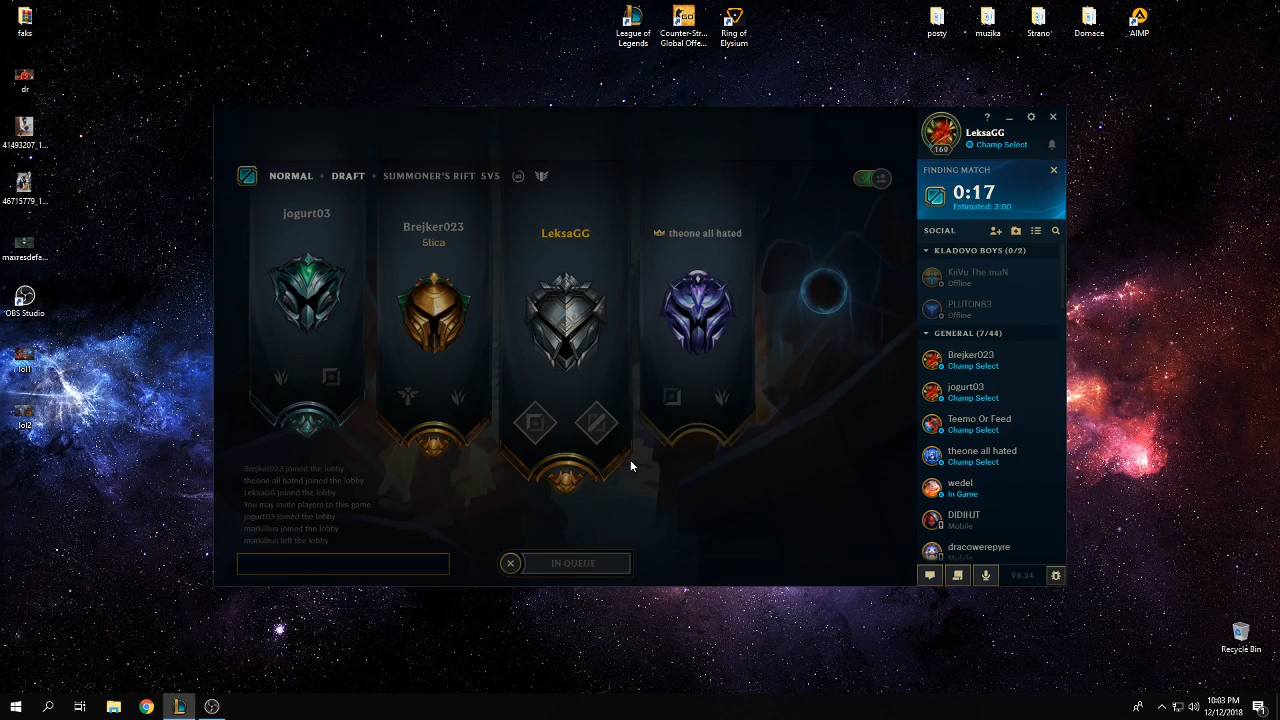 faks
dr
41493207_1...
46715779_1...
maxresdefa...
OBS Studio
lol1
lol2
League of
Legends
Counter-Str...
Global Offe...
Ring of
Elysium
posty
muzika
Strano
Domace
AIMP
NORMAL • DRAFT • SUMMONER'S RIFT 5V5
jogurt03
Brejker023
Stica
LeksaGG
theone all hated
Brejker023 joined the lobby
theone all hated joined the lobby
LeksaGG joined the lobby
You may invite players to this game.
jogurt03 joined the lobby
markillius joined the lobby
markillius left the lobby
IN QUEUE
LeksaGG
Champ Select
169
FINDING MATCH
0:17
Estimated: 3:00
SOCIAL
KLADOVO BOYS (0/2)
KiiVu The maN
Offline
PLUTON83
Offline
GENERAL (7/44)
Brejker023
Champ Select
jogurt03
Champ Select
Teemo Or Feed
Champ Select
theone all hated
Champ Select
wedel
In Game
DIDIHJT
Mobile
dracowerepyre
Mobile
V8.24
Recycle Bin
10:03 PM
12/12/2018